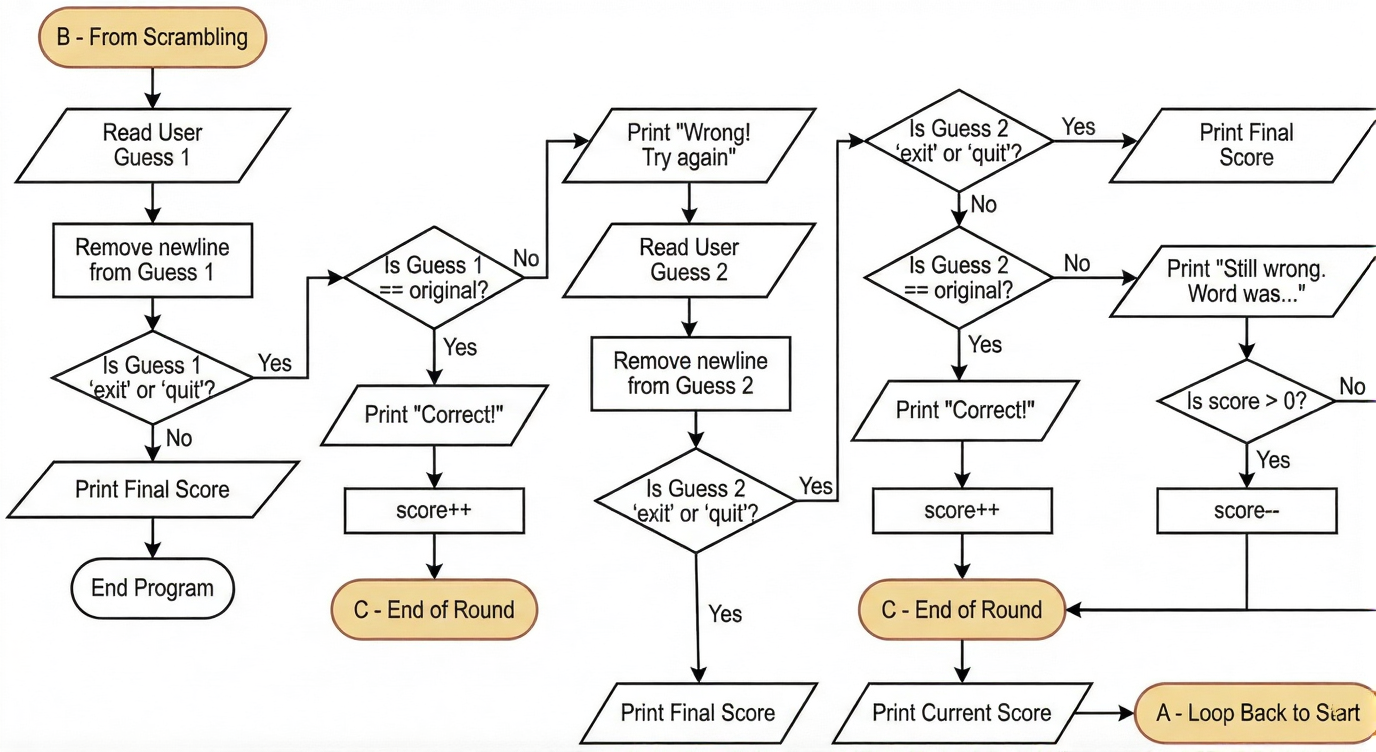 B - From Scrambling
Read User
Guess 1
Remove newline
from Guess 1
Is Guess 1
‘exit’ or ‘quit’?
Yes
No
Print Final Score
End Program
Is Guess 1
== original?
No
Yes
Print "Correct!"
score++
C - End of Round
Print "Wrong!
Try again"
Read User
Guess 2
Remove newline
from Guess 2
Is Guess 2
‘exit’ or ‘quit’?
Yes
Yes
Print Final Score
Is Guess 2
‘exit’ or ‘quit’?
Yes
No
Print Final
Score
Is Guess 2
== original?
No
Yes
Print "Correct!"
score++
C - End of Round
Print Current Score
Print "Still wrong.
Word was..."
Is score > 0?
No
Yes
score--
A - Loop Back to Start